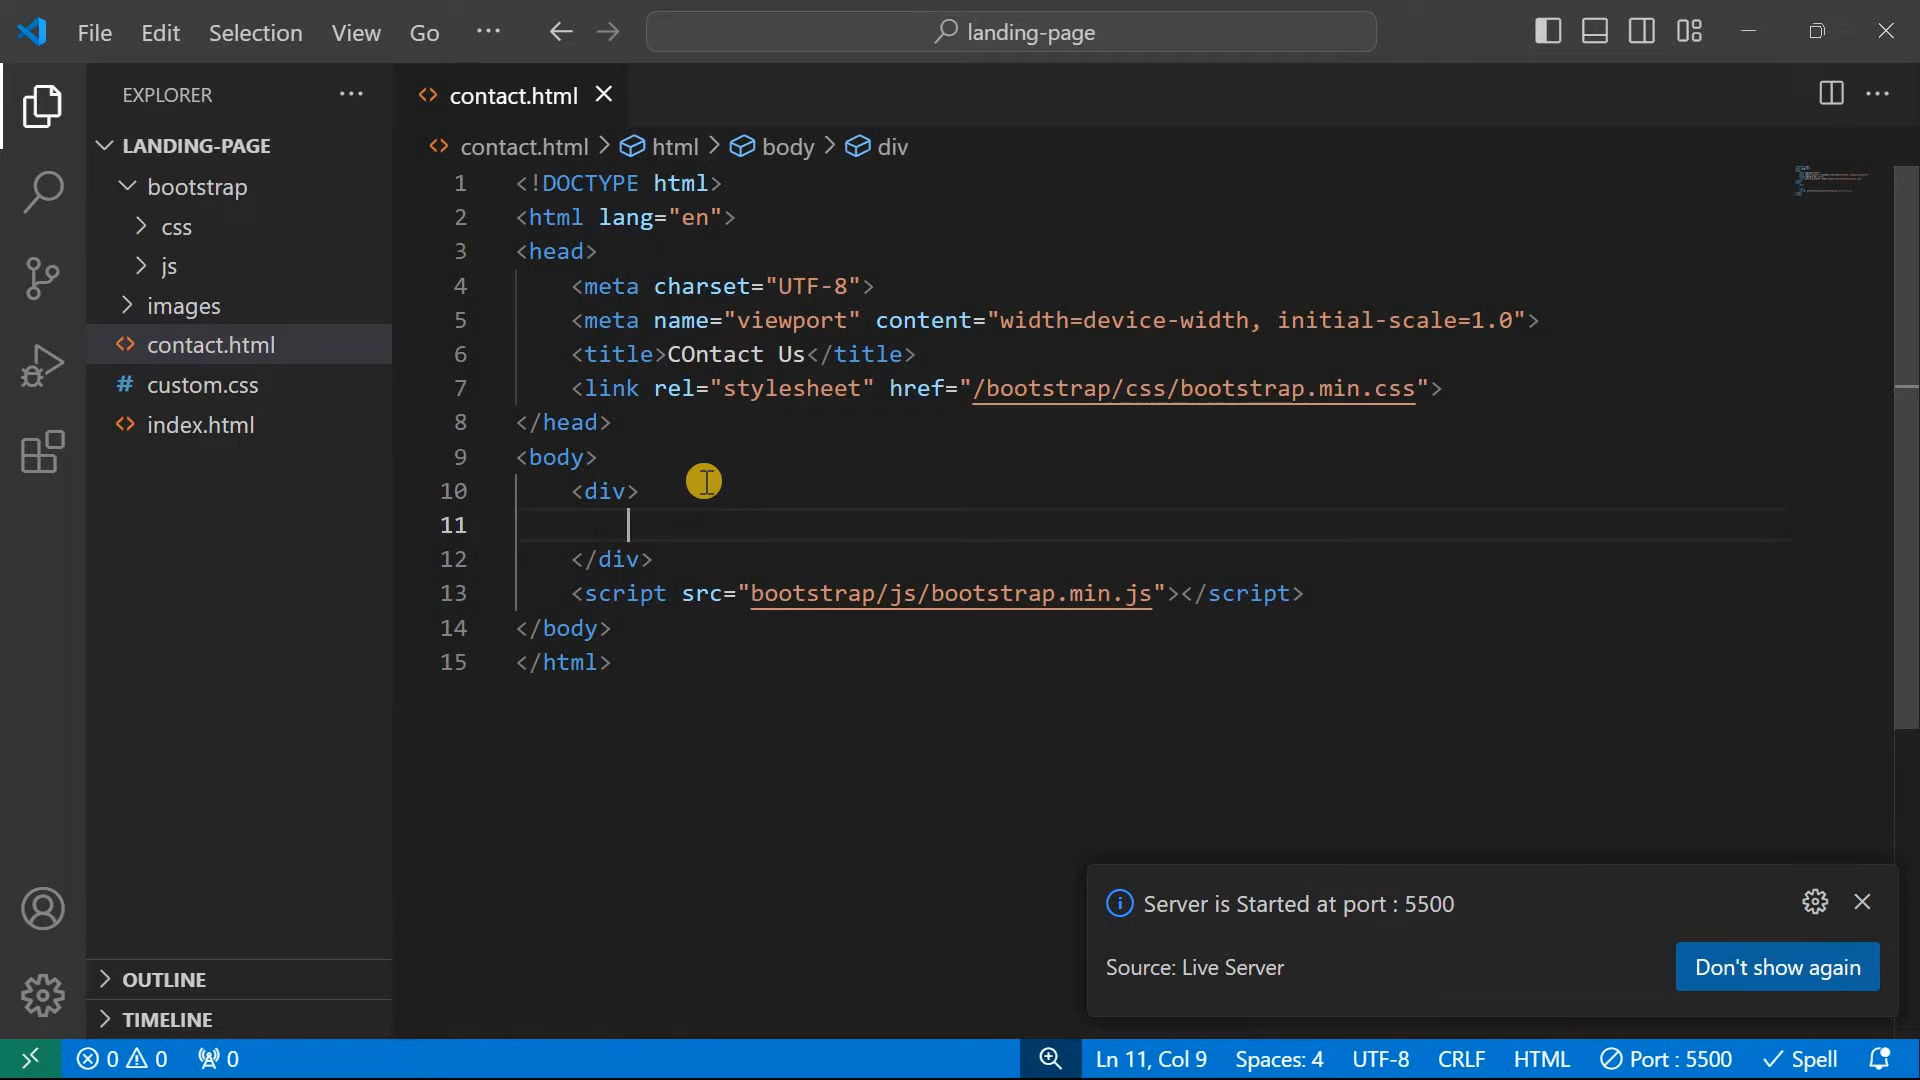 File Edit Selection View Go ··· landing-page
EXPLORER ···
LANDING-PAGE
bootstrap
css
js
images
contact.html
custom.css
index.html
OUTLINE
TIMELINE
contact.html
contact.html > html > body > div
1 <!DOCTYPE html>
2 <html lang="en">
3 <head>
4 <meta charset="UTF-8">
5 <meta name="viewport" content="width=device-width, initial-scale=1.0">
6 <title>COntact Us</title>
7 <link rel="stylesheet" href="/bootstrap/css/bootstrap.min.css">
8 </head>
9 <body>
10 <div>
11
12 </div>
13 <script src="bootstrap/js/bootstrap.min.js"></script>
14 </body>
15 </html>
Server is Started at port : 5500
Source: Live Server
Don't show again
0 0 0 Ln 11, Col 9 Spaces: 4 UTF-8 CRLF HTML Port : 5500 Spell